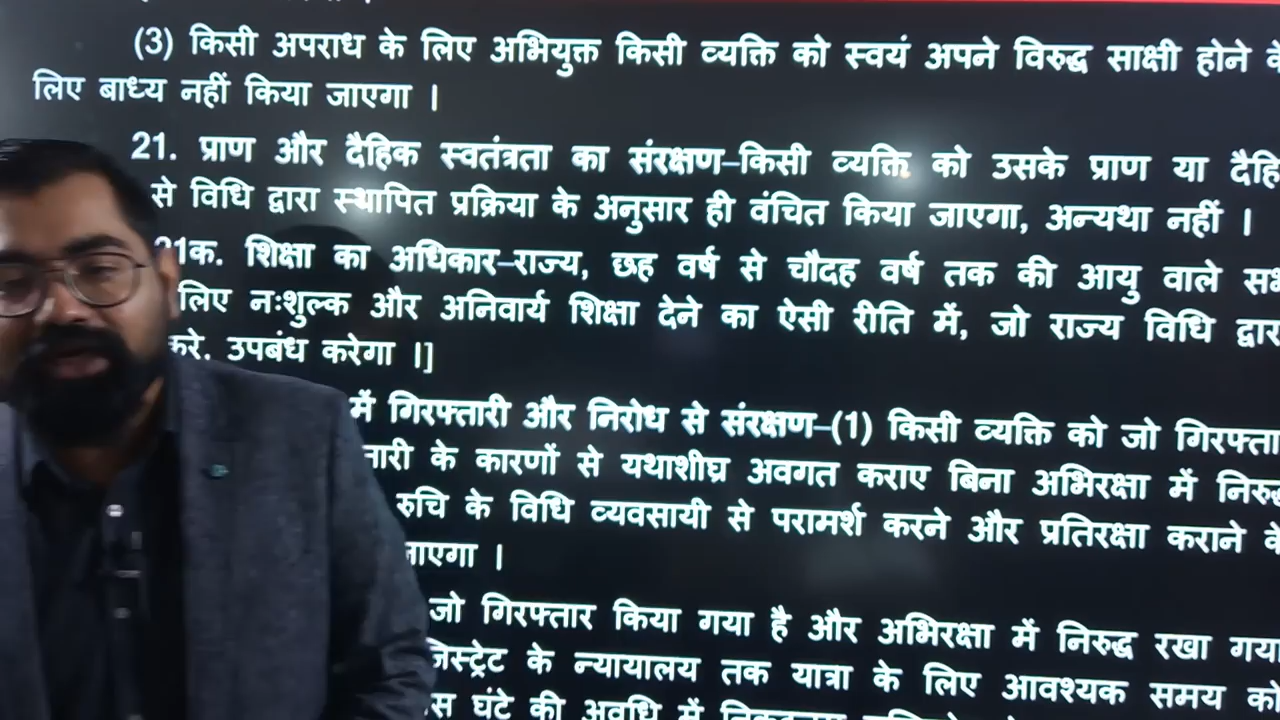 (3) किसी अपराध के लिए अभियुक्त किसी व्यक्ति को स्वयं अपने विरुद्ध साक्षी होने के
लिए बाध्य नहीं किया जाएगा ।
21. प्राण और दैहिक स्वतंत्रता का संरक्षण–किसी व्यक्ति को उसके प्राण या
से विधि द्वारा स्थापित प्रक्रिया के अनुसार ही वंचित किया जाएगा, अन्यथा नहीं ।
21क. शिक्षा का अधिकार–राज्य, छह वर्ष से चौदह वर्ष तक की आयु वाले
लिए नःशुल्क और अनिवार्य शिक्षा देने का ऐसी रीति में, जो राज्य विधि
करे, उपबंध करेगा ।]
में गिरफ्तारी और निरोध से संरक्षण–(1) किसी व्यक्ति को जो
के कारणों से यथाशीघ्र अवगत कराए बिना अभिरक्षा में
रुचि के विधि व्यवसायी से परामर्श करने और प्रतिरक्षा कराने के
जाएगा ।
जो गिरफ्तार किया गया है और अभिरक्षा में निरुद्ध रखा गया
के न्यायालय तक यात्रा के लिए आवश्यक समय को
घंटे की अवधि में